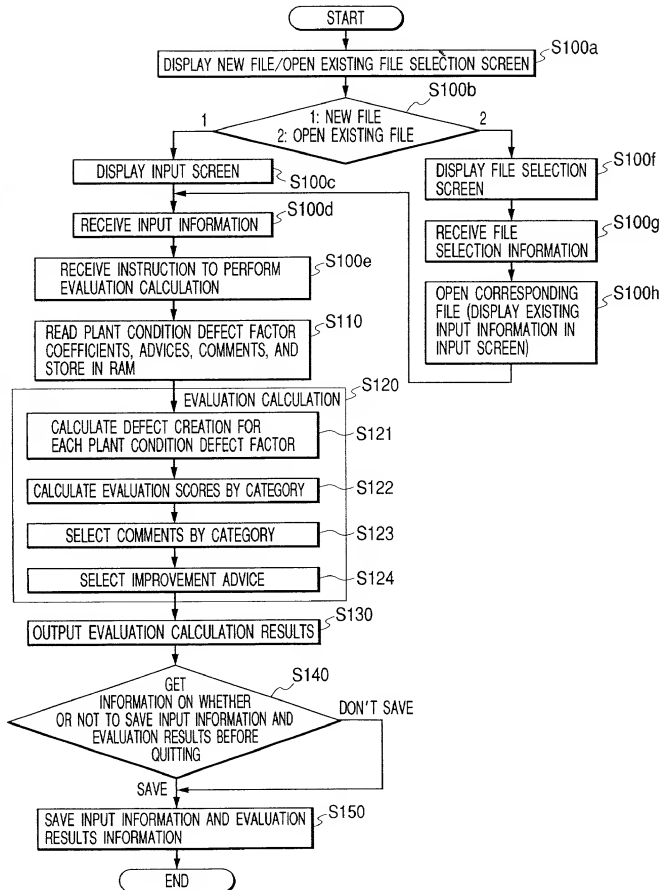 START
DISPLAY NEW FILE/OPEN EXISTING FILE SELECTION SCREEN
S100a
S100b
1
1: NEW FILE
2: OPEN EXISTING FILE
2
DISPLAY INPUT SCREEN
S100c
RECEIVE INPUT INFORMATION
S100d
RECEIVE INSTRUCTION TO PERFORM
EVALUATION CALCULATION
S100e
DISPLAY FILE SELECTION
SCREEN
S100f
RECEIVE FILE
SELECTION INFORMATION
S100g
OPEN CORRESPONDING
FILE (DISPLAY EXISTING
INPUT INFORMATION IN
INPUT SCREEN)
S100h
READ PLANT CONDITION DEFECT FACTOR
COEFFICIENTS, ADVICES, COMMENTS, AND
STORE IN RAM
S110
S120
EVALUATION CALCULATION
CALCULATE DEFECT CREATION FOR
EACH PLANT CONDITION DEFECT FACTOR
S121
CALCULATE EVALUATION SCORES BY CATEGORY
S122
SELECT COMMENTS BY CATEGORY
S123
SELECT IMPROVEMENT ADVICE
S124
OUTPUT EVALUATION CALCULATION RESULTS
S130
S140
GET
INFORMATION ON WHETHER
OR NOT TO SAVE INPUT INFORMATION AND
EVALUATION RESULTS BEFORE
QUITTING
DON'T SAVE
SAVE
SAVE INPUT INFORMATION AND EVALUATION
RESULTS INFORMATION
S150
END